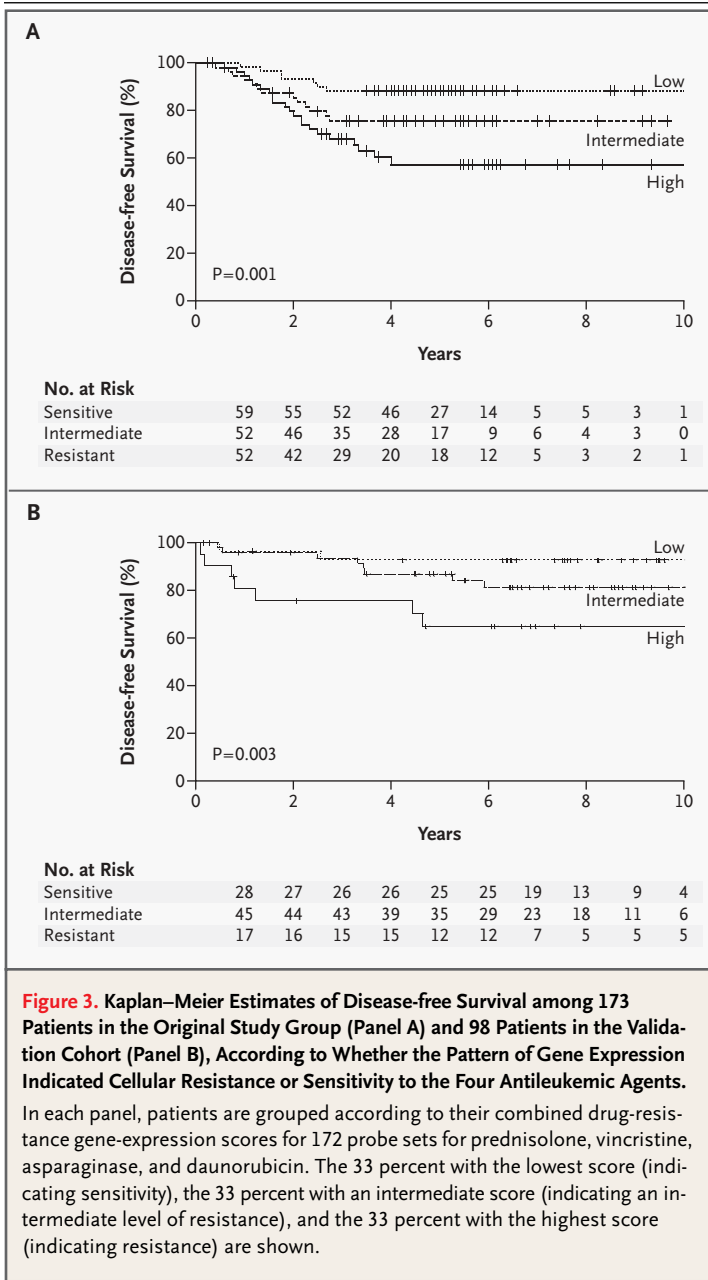 A
Disease-free Survival (%)
100
80
60
40
20
0
Low
Intermediate
High
P=0.001
0 2 4 6 8 10
Years
No. at Risk
Sensitive 59 55 52 46 27 14 5 5 3 1
Intermediate 52 46 35 28 17 9 6 4 3 0
Resistant 52 42 29 20 18 12 5 3 2 1
B
Disease-free Survival (%)
100
80
60
40
20
0
Low
Intermediate
High
P=0.003
0 2 4 6 8 10
Years
No. at Risk
Sensitive 28 27 26 26 25 25 19 13 9 4
Intermediate 45 44 43 39 35 29 23 18 11 6
Resistant 17 16 15 15 12 12 7 5 5 5
Figure 3. Kaplan–Meier Estimates of Disease-free Survival among 173
Patients in the Original Study Group (Panel A) and 98 Patients in the Valida-
tion Cohort (Panel B), According to Whether the Pattern of Gene Expression
Indicated Cellular Resistance or Sensitivity to the Four Antileukemic Agents.
In each panel, patients are grouped according to their combined drug-resis-
tance gene-expression scores for 172 probe sets for prednisolone, vincristine,
asparaginase, and daunorubicin. The 33 percent with the lowest score (indi-
cating sensitivity), the 33 percent with an intermediate score (indicating an in-
termediate level of resistance), and the 33 percent with the highest score
(indicating resistance) are shown.